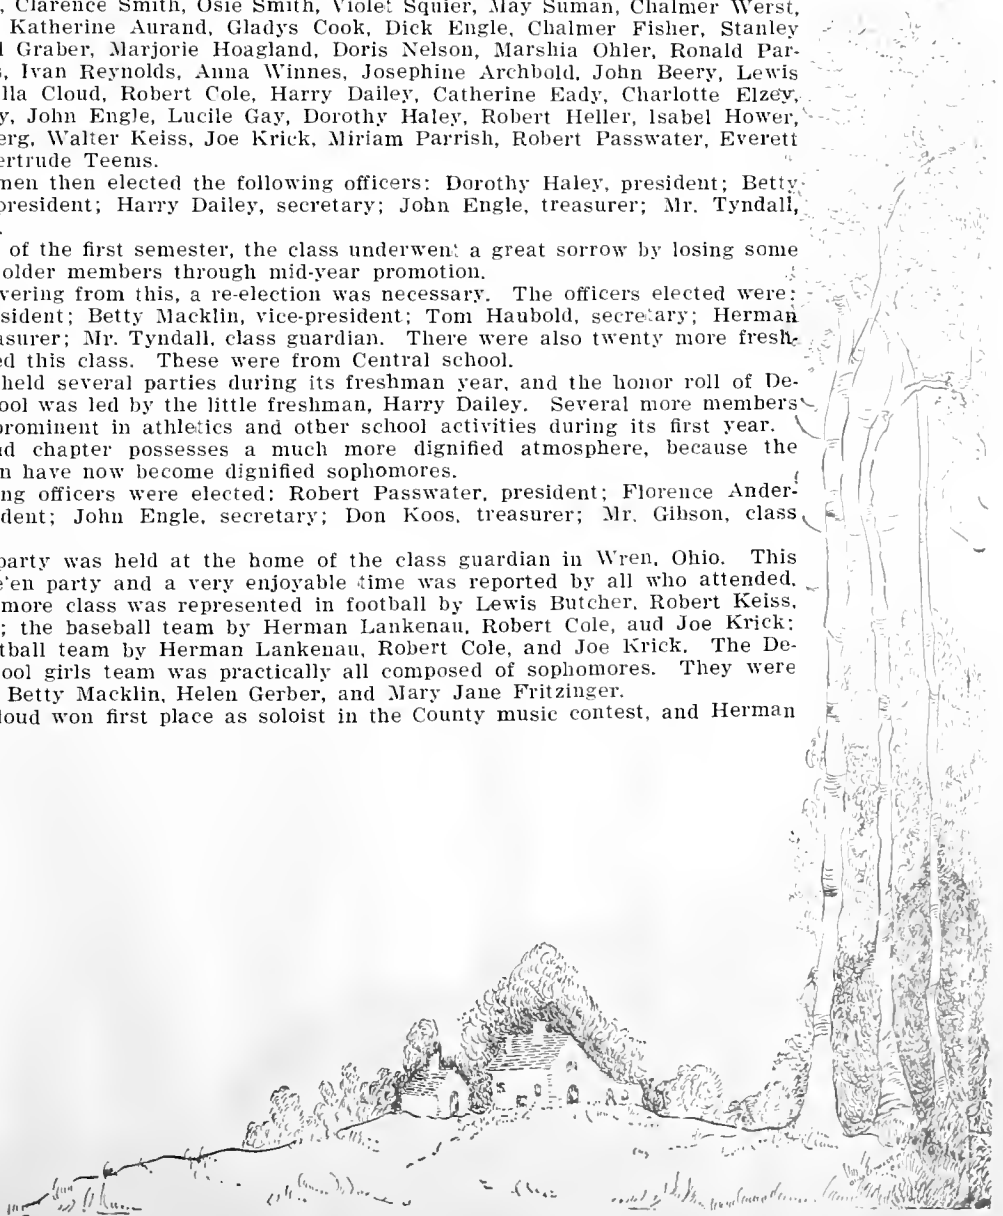 , Clarence Smith, Osie Smith, Violet Squier, May Suman, Chalmer Werst,
Katherine Aurand, Gladys Cook, Dick Engle, Chalmer Fisher, Stanley
l Graber, Marjorie Hoagland, Doris Nelson, Marshia Ohler, Ronald Par-
s, Ivan Reynolds, Anna Winnes, Josephine Archbold, John Beery, Lewis
lla Cloud, Robert Cole, Harry Dailey, Catherine Eady, Charlotte Elzey,
y, John Engle, Lucile Gay, Dorothy Haley, Robert Heller, Isabel Hower,
erg, Walter Keiss, Joe Krick, Miriam Parrish, Robert Passwater, Everett
ertrude Teems.
men then elected the following officers: Dorothy Haley, president; Betty
president; Harry Dailey, secretary; John Engle, treasurer; Mr. Tyndall,
.
of the first semester, the class underwent a great sorrow by losing some
older members through mid-year promotion.
vering from this, a re-election was necessary. The officers elected were:
sident; Betty Macklin, vice-president; Tom Haubold, secretary; Herman
asurer; Mr. Tyndall, class guardian. There were also twenty more fresh-
ed this class. These were from Central school.
held several parties during its freshman year, and the honor roll of De-
ool was led by the little freshman, Harry Dailey. Several more members
prominent in athletics and other school activities during its first year.
nd chapter possesses a much more dignified atmosphere, because the
n have now become dignified sophomores.
ng officers were elected: Robert Passwater, president; Florence Ander-
dent; John Engle, secretary; Don Koos, treasurer; Mr. Gibson, class
party was held at the home of the class guardian in Wren, Ohio. This
e'en party and a very enjoyable time was reported by all who attended.
more class was represented in football by Lewis Butcher, Robert Keiss,
; the baseball team by Herman Lankenau, Robert Cole, aud Joe Krick;
tball team by Herman Lankenau, Robert Cole, and Joe Krick. The De-
ool girls team was practically all composed of sophomores. They were
Betty Macklin, Helen Gerber, and Mary Jane Fritzinger.
loud won first place as soloist in the County music contest, and Herman